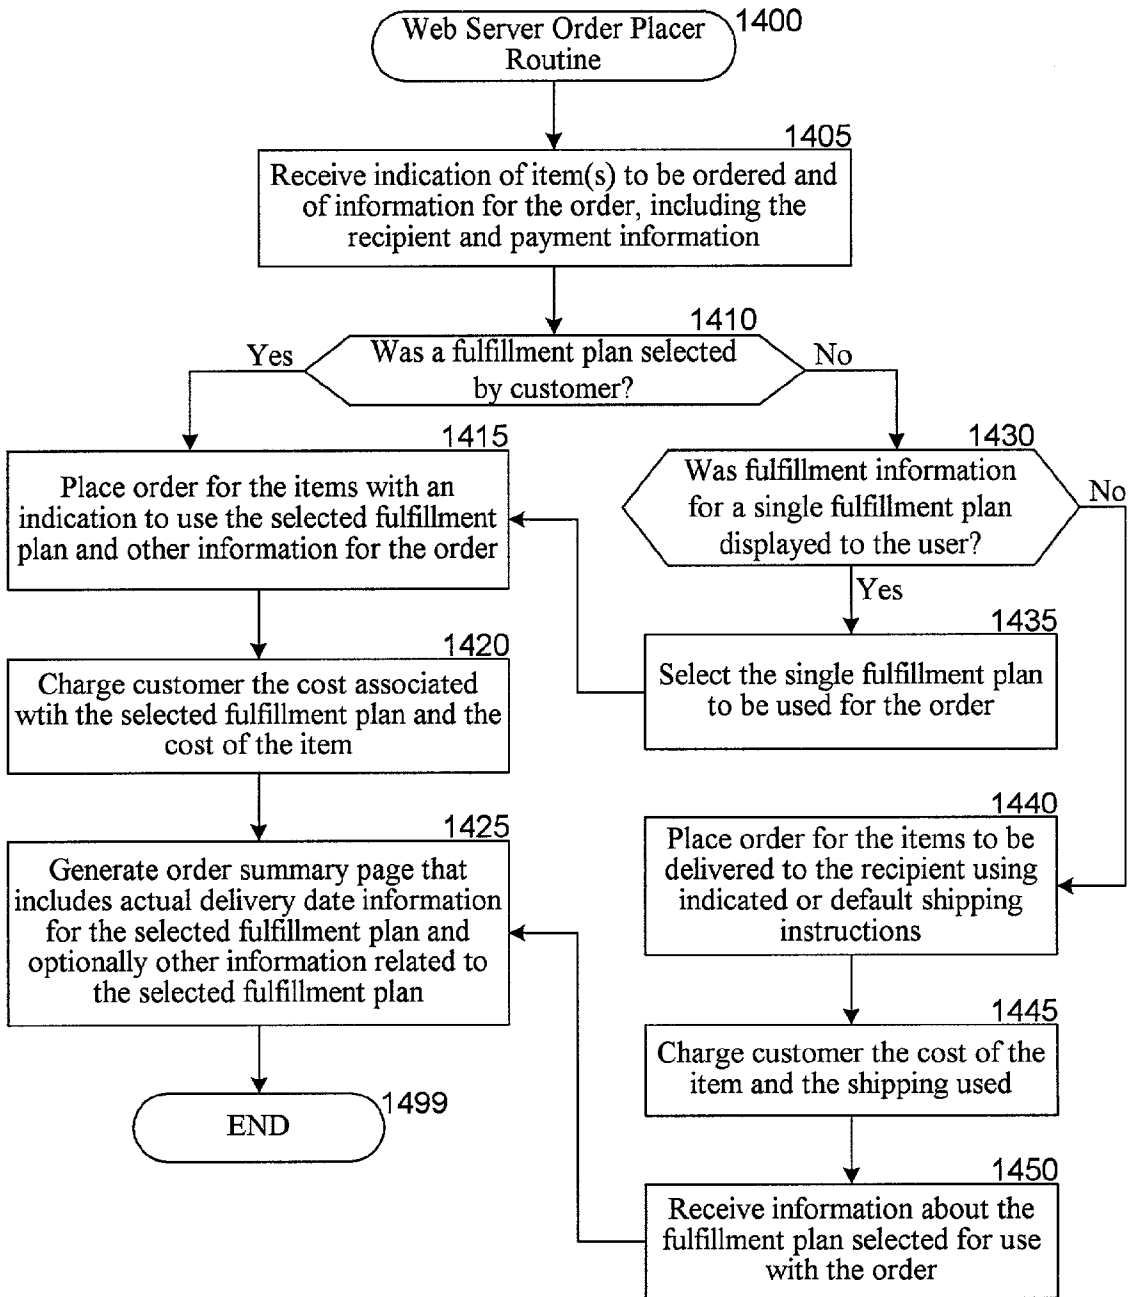 Web Server Order Placer
Routine
1400
1405
Receive indication of item(s) to be ordered and
of information for the order, including the
recipient and payment information
1410
Was a fulfillment plan selected
by customer?
Yes
No
1415
Place order for the items with an
indication to use the selected fulfillment
plan and other information for the order
1430
Was fulfillment information
for a single fulfillment plan
displayed to the user?
No
Yes
1435
Select the single fulfillment plan
to be used for the order
1420
Charge customer the cost associated
wtih the selected fulfillment plan and the
cost of the item
1425
Generate order summary page that
includes actual delivery date information
for the selected fulfillment plan and
optionally other information related to
the selected fulfillment plan
1440
Place order for the items to be
delivered to the recipient using
indicated or default shipping
instructions
1445
Charge customer the cost of the
item and the shipping used
1450
Receive information about the
fulfillment plan selected for use
with the order
END
1499